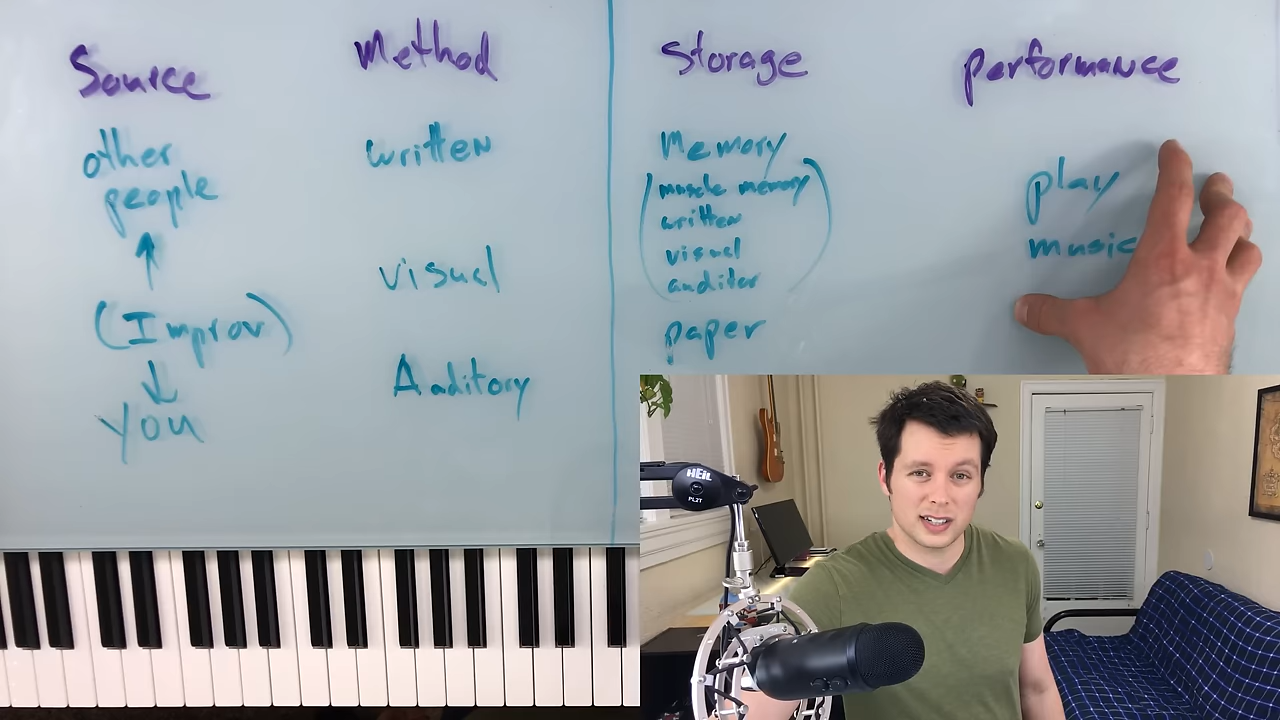 Source
other
people
(Improv)
you
Method
written
visual
Auditory
Storage
Memory
(muscle memory
written
visual
auditor)
paper
performance
play
music
HEiL
PL2T